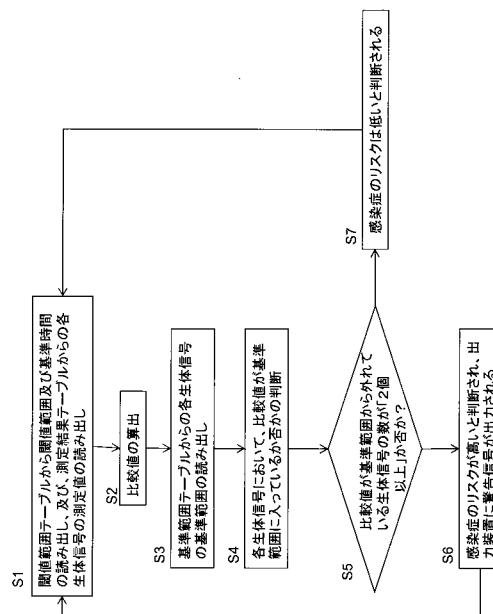 S1
閾値範囲テーブルから閾値範囲及び基準時間
の読み出し、及び、測定結果テーブルからの各
生体信号の測定値の読み出し
S2
比較値の算出
S3
基準範囲テーブルからの各生体信号
の基準範囲の読み出し
S4
各生体信号において、比較値が基準
範囲に入っているか否かの判断
S5
比較値が基準範囲から外れて
いる生体信号の数が「2個
以上」か否か？
S6
感染症のリスクが高いと判断され、出
力装置に警告信号が出力される
S7
感染症のリスクは低いと判断される